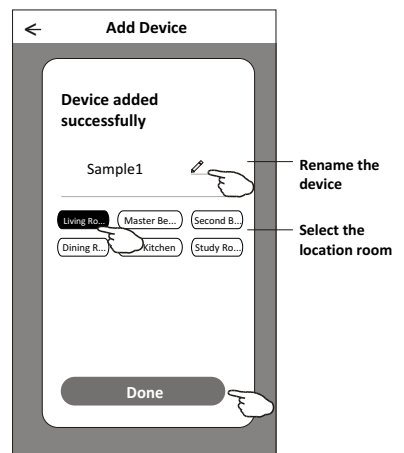 Add Device
Device added
successfully
Sample1
Rename the
device
Living Ro...
Master Be...
Second B...
Select the
location room
Dining R...
Kitchen
Study Ro...
Done